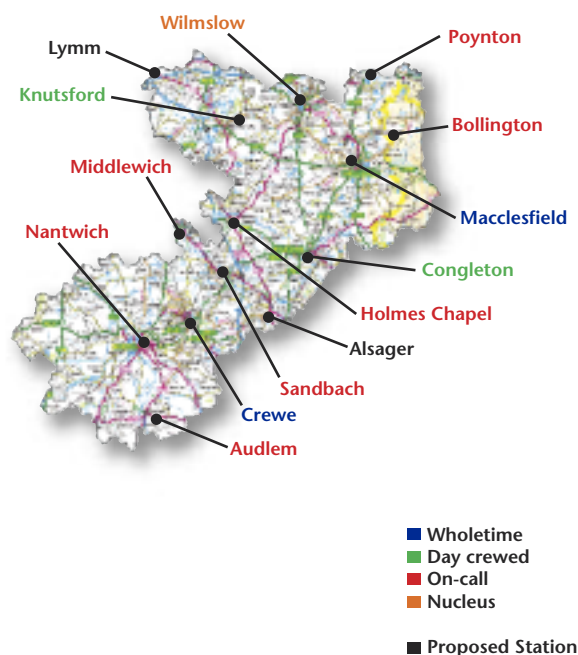 Wilmslow
Poynton
Lymm
Knutsford
Bollington
Middlewich
Macclesfield
Nantwich
Congleton
Holmes Chapel
Alsager
Sandbach
Crewe
Audlem
Wholetime
Day crewed
On-call
Nucleus
Proposed Station